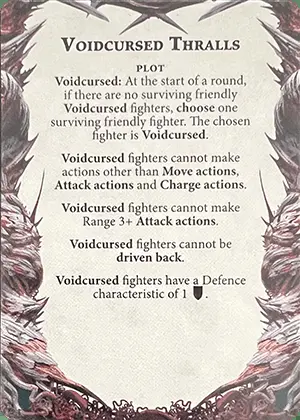 VOIDCURSED THRALLS
PLOT
Voidcursed: At the start of a round,
if there are no surviving friendly
Voidcursed fighters, choose one
surviving friendly fighter. The chosen
fighter is Voidcursed.
Voidcursed fighters cannot make
actions other than Move actions,
Attack actions and Charge actions.
Voidcursed fighters cannot make
Range 3+ Attack actions.
Voidcursed fighters cannot be
driven back.
Voidcursed fighters have a Defence
characteristic of 1 .